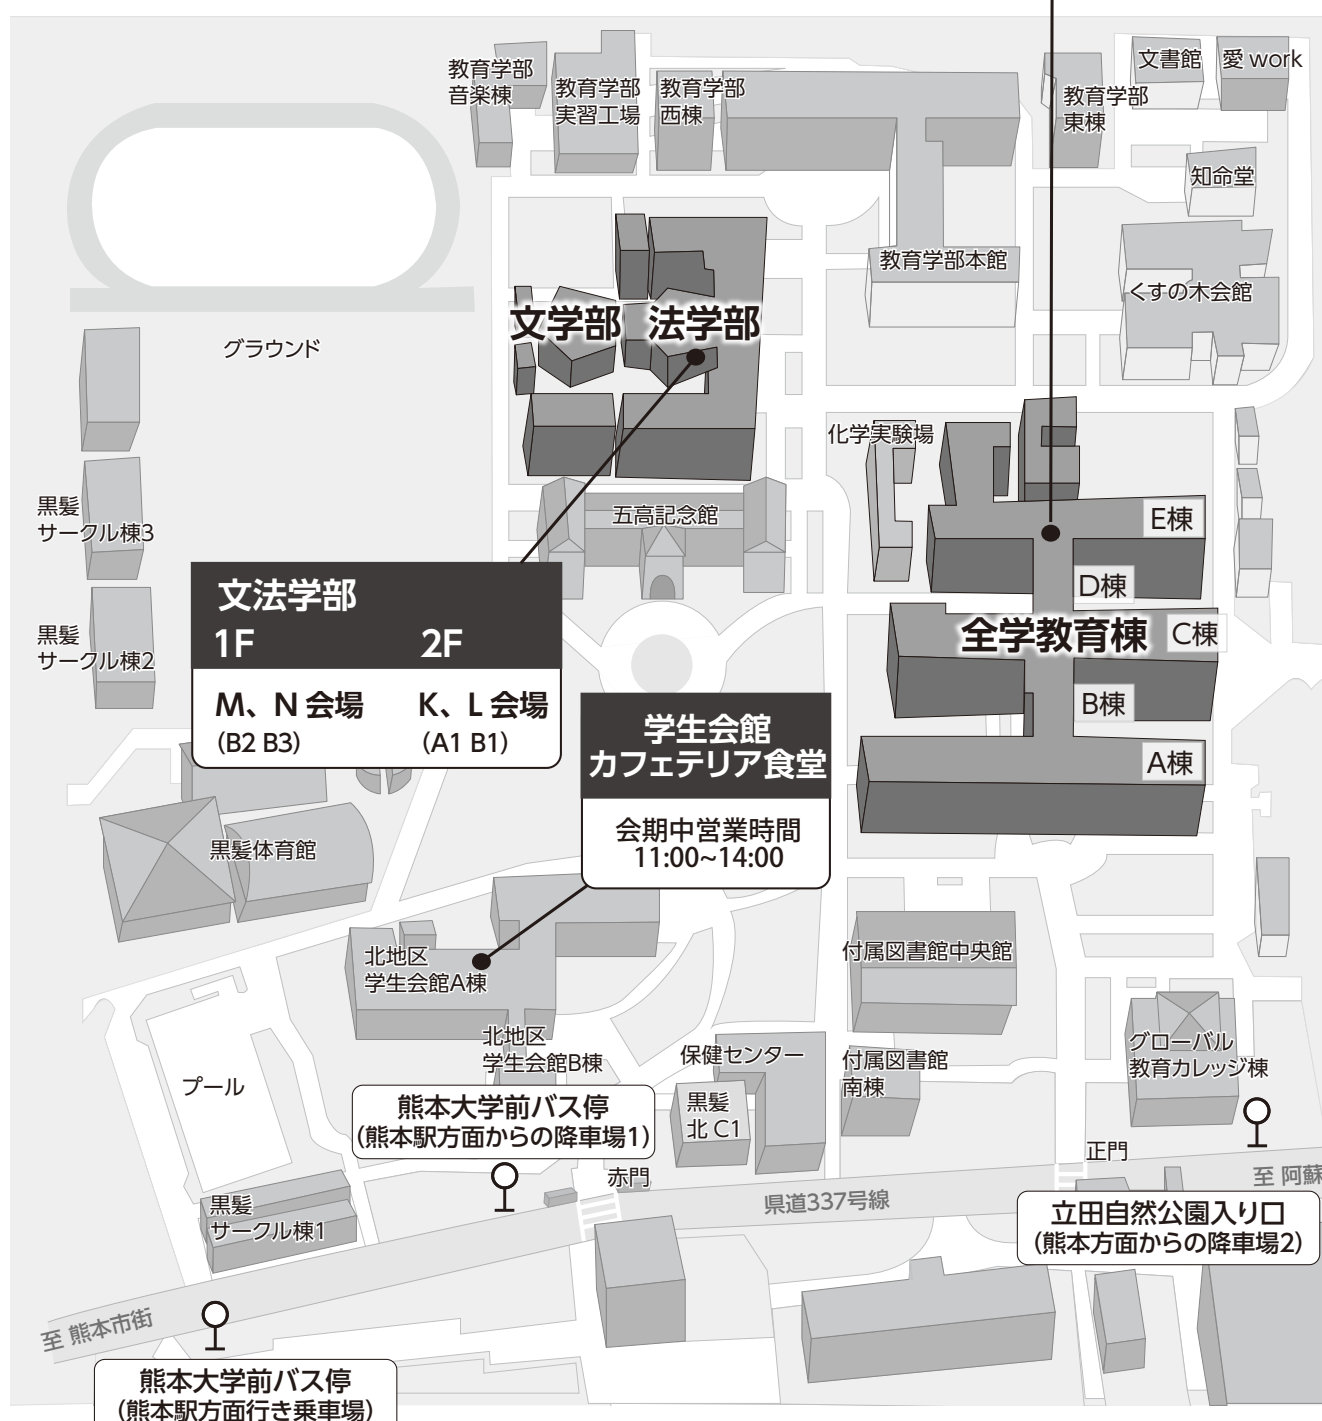 教育学部
音楽棟
教育学部
実習工場
教育学部
西棟
教育学部
東棟
文書館
愛 work
知命堂
教育学部本館
くすの木会館
グラウンド
文学部
法学部
化学実験場
黒髪
サークル棟3
五高記念館
E棟
D棟
全学教育棟
C棟
B棟
A棟
黒髪
サークル棟2
文法学部
1F 2F
M、N 会場 K、L 会場
(B2 B3) (A1 B1)
学生会館
カフェテリア食堂
会期中営業時間
11:00~14:00
黒髪体育館
北地区
学生会館A棟
北地区
学生会館B棟
付属図書館中央館
付属図書館
南棟
保健センター
黒髪
北 C1
グローバル
教育カレッジ棟
プール
熊本大学前バス停
(熊本駅方面からの降車場1)
赤門
正門
黒髪
サークル棟1
県道337号線
至 阿蘇
立田自然公園入り口
(熊本方面からの降車場2)
至 熊本市街
熊本大学前バス停
(熊本駅方面行き乗車場)